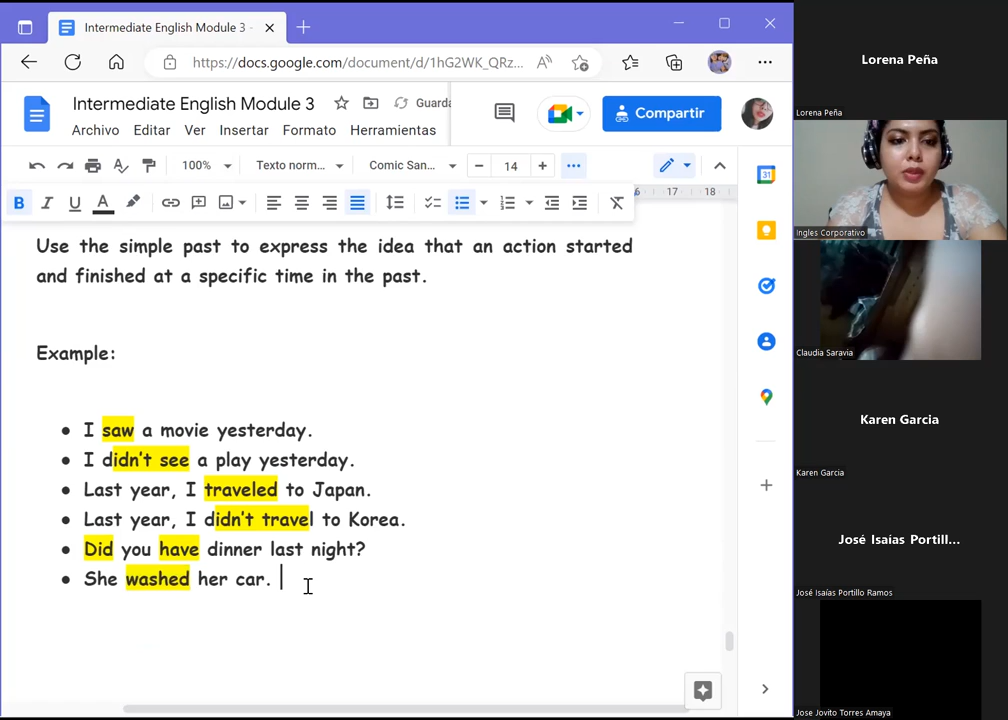 Intermediate English Module 3 -
https://docs.google.com/document/d/1hG2WK_QRz...
Intermediate English Module 3
Guarda
Archivo Editar Ver Insertar Formato Herramientas
Compartir
100% Texto norm... Comic San... 14
17 18
Use the simple past to express the idea that an action started
and finished at a specific time in the past.
Example:
I saw a movie yesterday.
I didn't see a play yesterday.
Last year, I traveled to Japan.
Last year, I didn't travel to Korea.
Did you have dinner last night?
She washed her car.
31
Lorena Peña
Lorena Peña
Ingles Corporativo
Claudia Saravia
Karen Garcia
Karen Garcia
José Isaías Portill...
José Isaías Portillo Ramos
Jose Jovito Torres Amaya